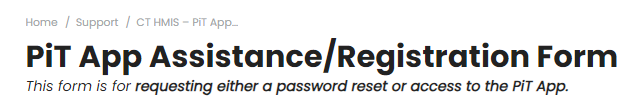 Home / Support / CT HMIS – PiT App...
PiT App Assistance/Registration Form
This form is for requesting either a password reset or access to the PiT App.